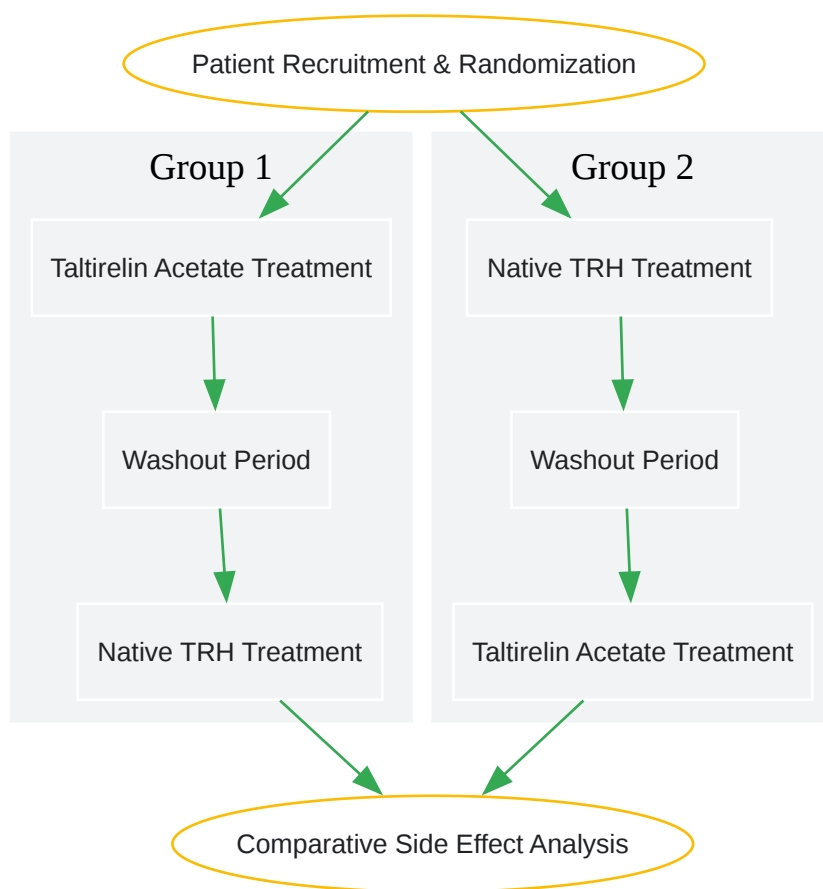 Patient Recruitment & Randomization
Group 1
Taltirelin Acetate Treatment
Washout Period
Native TRH Treatment
Group 2
Native TRH Treatment
Washout Period
Taltirelin Acetate Treatment
Comparative Side Effect Analysis